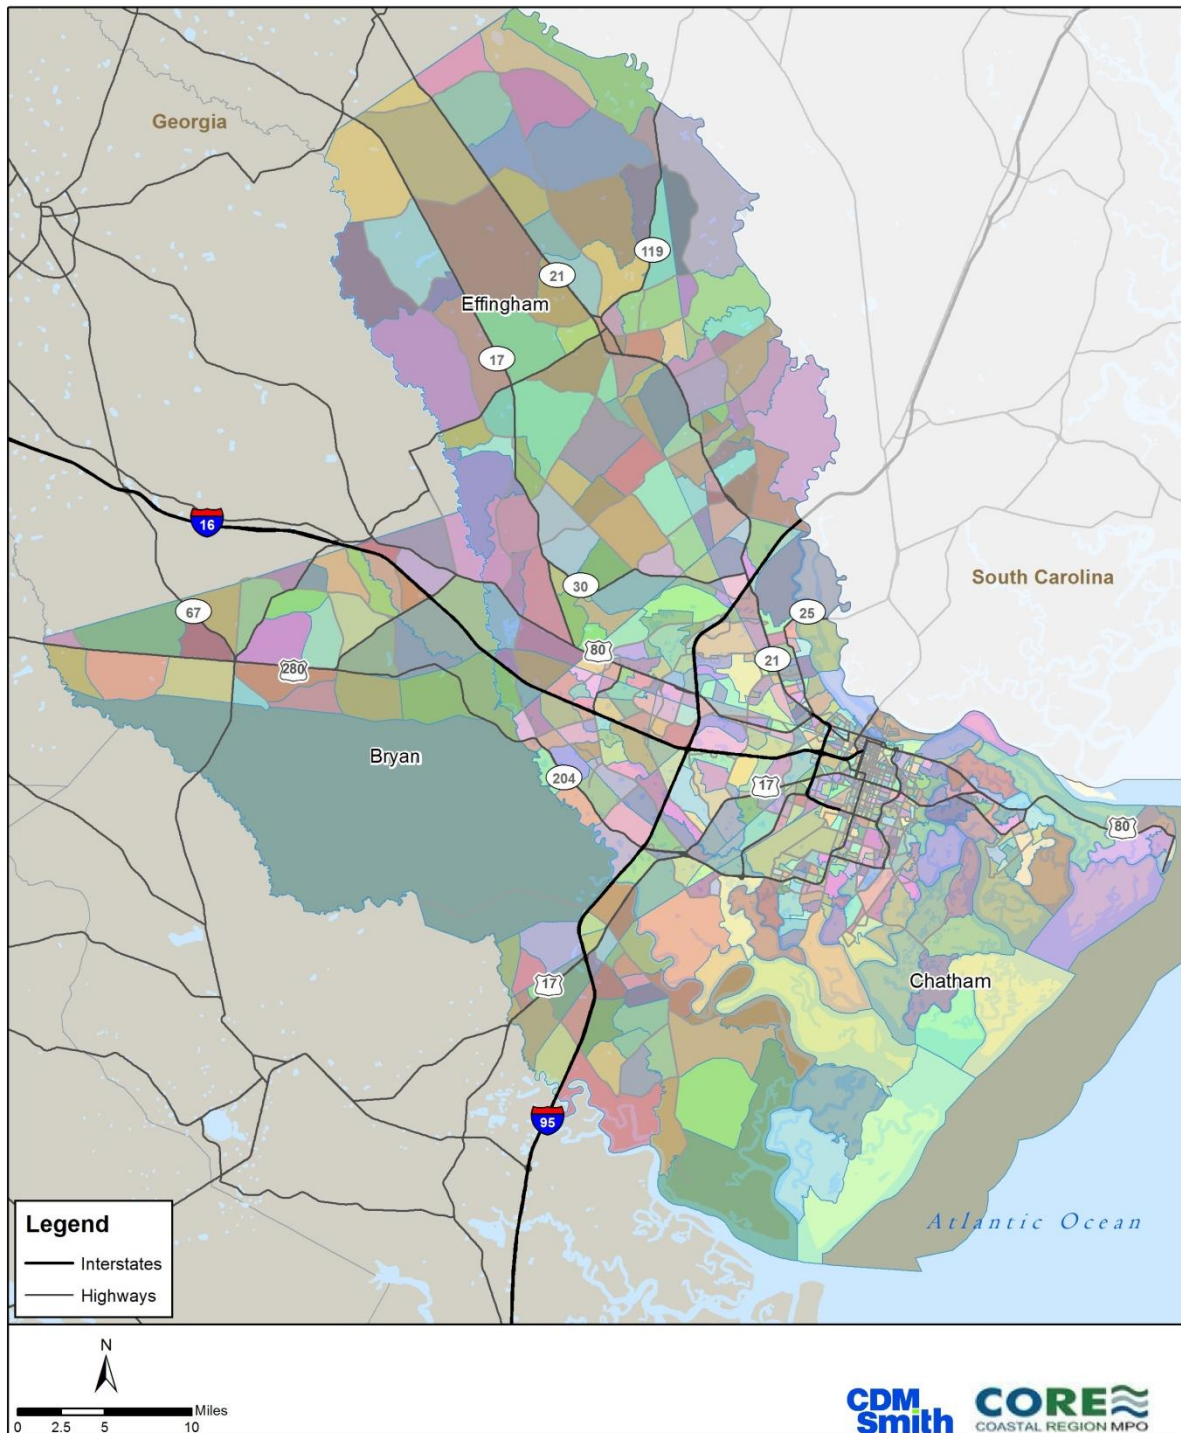 Georgia
119
21
Effingham
17
16
30
South Carolina
67
25
80
21
280
Bryan
204
17
80
Chatham
17
95
Atlantic Ocean
Legend
Interstates
Highways
N
Miles
0 2.5 5 10
CDM
Smith
CORE
COASTAL REGION MPO